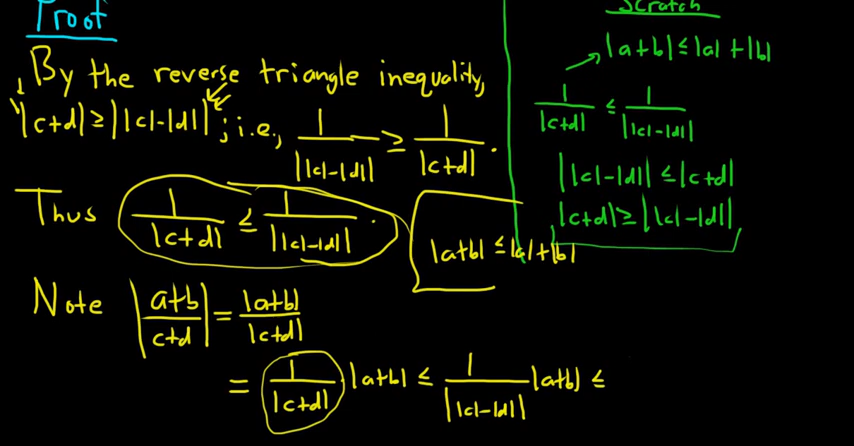 Proof
By the reverse triangle inequality,
|c+d| ≥ ||c|-|d||; i.e., 1/||c|-|d|| ≥ 1/|c+d|.
Thus 1/|c+d| ≤ 1/||c|-|d||.
|a+b| ≤ |a|+|b|
Note |a+b/c+d| = |a+b|/|c+d|
= 1/|c+d| |a+b| ≤ 1/||c|-|d|| |a+b| ≤
Scratch
|a+b| ≤ |a|+|b|
1/|c+d| ≤ 1/||c|-|d||
||c|-|d|| ≤ |c+d|
|c+d| ≥ ||c|-|d||